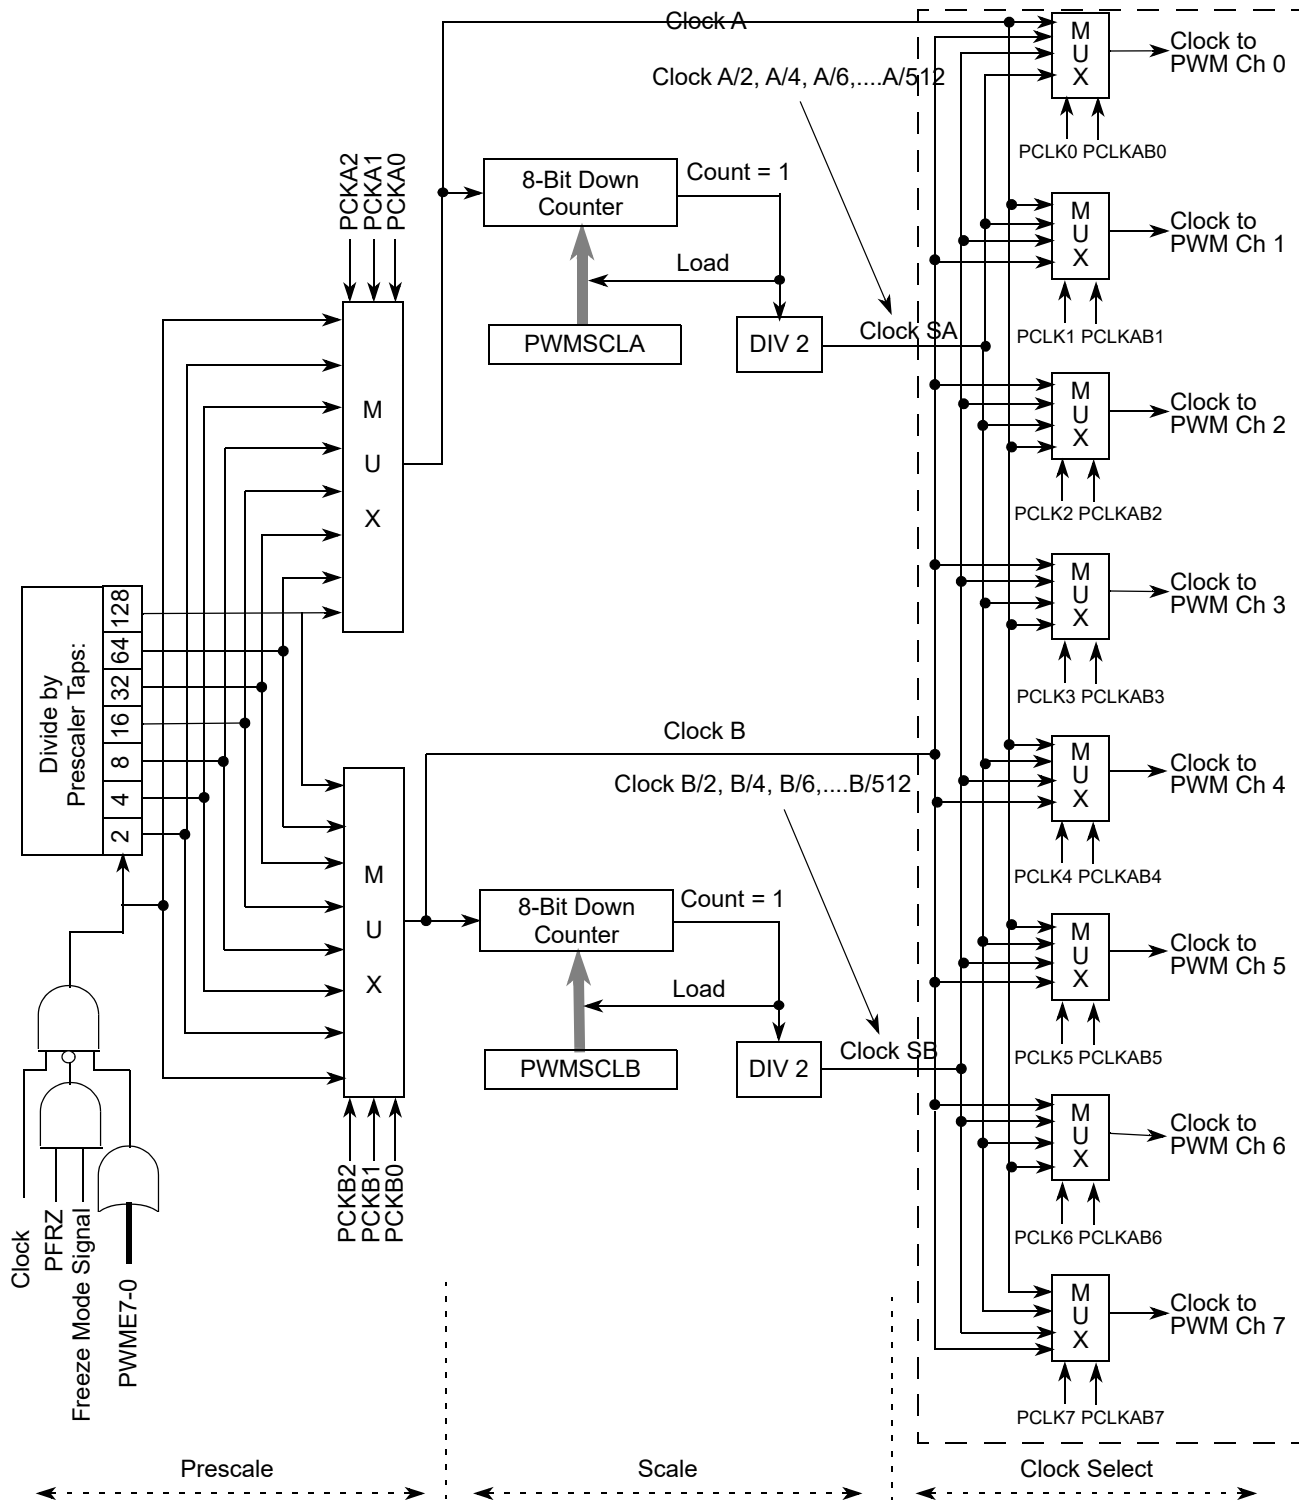 Clock A
Clock A/2, A/4, A/6,....A/512
PCKA2
PCKA1
PCKA0
8-Bit Down
Counter
Count = 1
Load
PWMSCLA
DIV 2
Clock SA
M
U
X
Divide by
Prescaler Taps:
128
64
32
16
8
4
2
Clock
PFRZ
Freeze Mode Signal
PWME7-0
M
U
X
PCKB2
PCKB1
PCKB0
Clock B
Clock B/2, B/4, B/6,....B/512
8-Bit Down
Counter
Count = 1
Load
PWMSCLB
DIV 2
Clock SB
M
U
X
Clock to
PWM Ch 0
PCLK0 PCLKAB0
M
U
X
Clock to
PWM Ch 1
PCLK1 PCLKAB1
M
U
X
Clock to
PWM Ch 2
PCLK2 PCLKAB2
M
U
X
Clock to
PWM Ch 3
PCLK3 PCLKAB3
M
U
X
Clock to
PWM Ch 4
PCLK4 PCLKAB4
M
U
X
Clock to
PWM Ch 5
PCLK5 PCLKAB5
M
U
X
Clock to
PWM Ch 6
PCLK6 PCLKAB6
M
U
X
Clock to
PWM Ch 7
PCLK7 PCLKAB7
Prescale
Scale
Clock Select